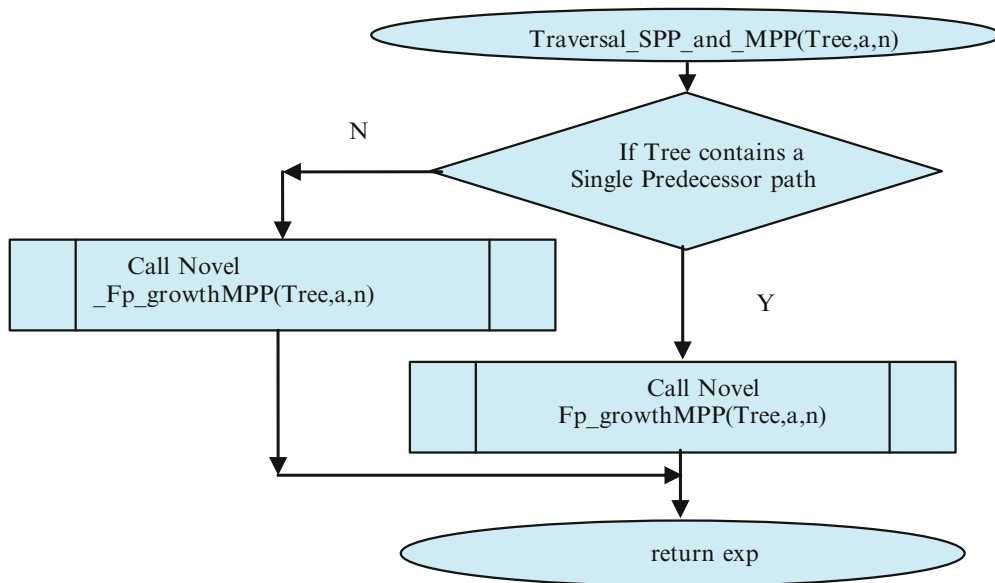 Traversal_SPP_and_MPP(Tree,a,n)
N
If Tree contains a
Single Predecessor path
Call Novel
_Fp_growthMPP(Tree,a,n)
Y
Call Novel
Fp_growthMPP(Tree,a,n)
return exp